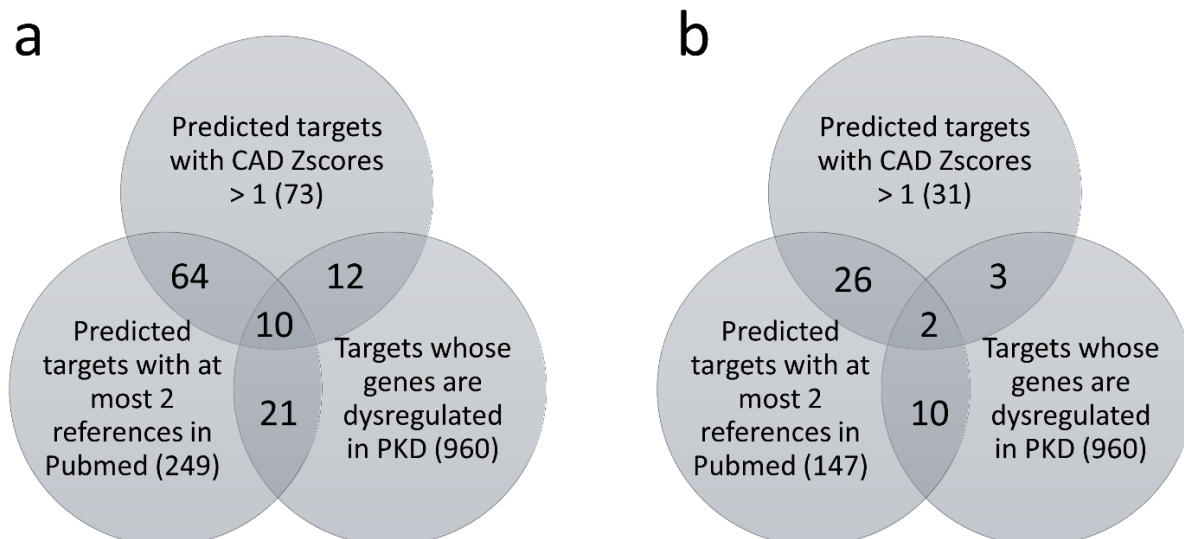 a
Predicted targets
with CAD Zscores
> 1 (73)
64
12
10
Predicted
targets with at
most 2
references in
Pubmed (249)
21
Targets whose
genes are
dysregulated
in PKD (960)
b
Predicted targets
with CAD Zscores
> 1 (31)
26
3
2
Predicted
targets with at
most 2
references in
Pubmed (147)
10
Targets whose
genes are
dysregulated
in PKD (960)